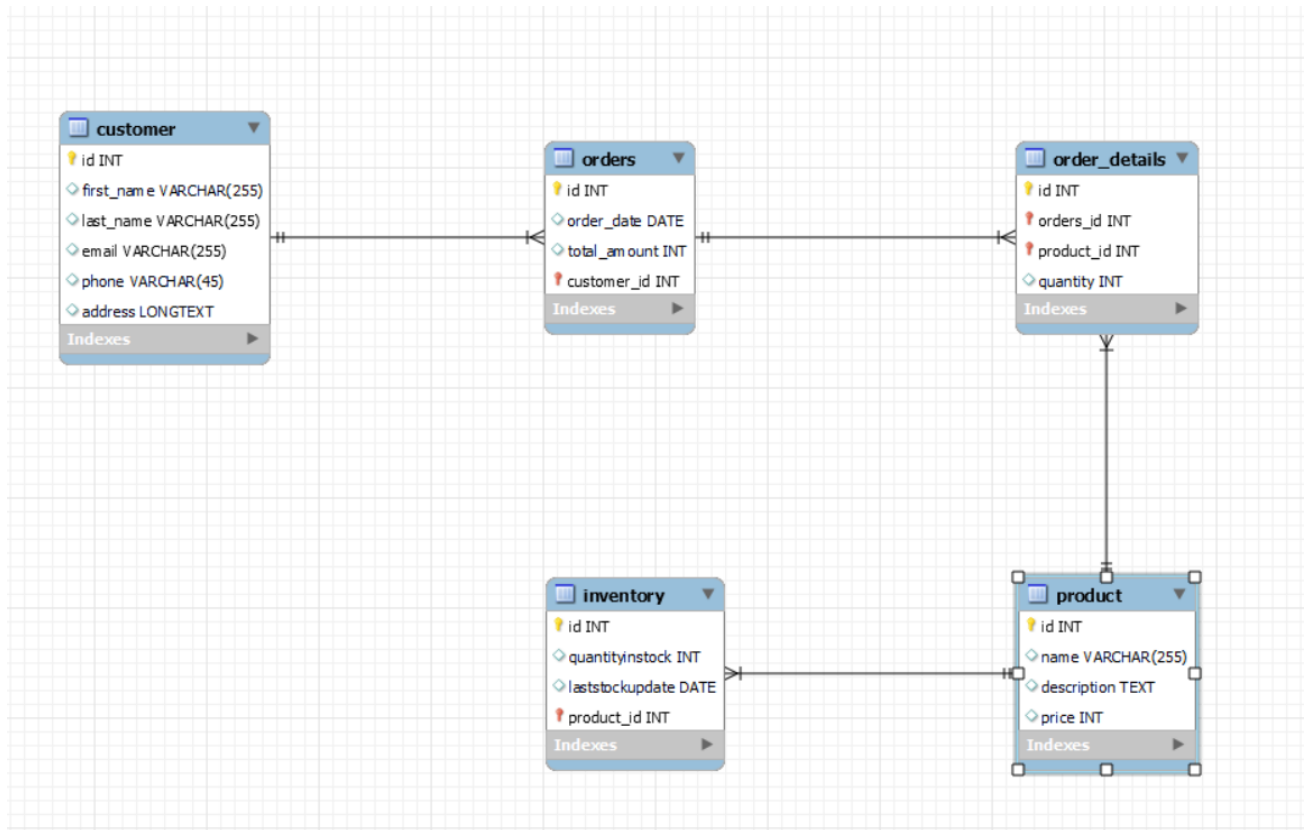 customer
id INT
first_name VARCHAR(255)
last_name VARCHAR(255)
email VARCHAR(255)
phone VARCHAR(45)
address LONGTEXT
Indexes
orders
id INT
order_date DATE
total_amount INT
customer_id INT
Indexes
order_details
id INT
orders_id INT
product_id INT
quantity INT
Indexes
inventory
id INT
quantityinstock INT
laststockupdate DATE
product_id INT
Indexes
product
id INT
name VARCHAR(255)
description TEXT
price INT
Indexes